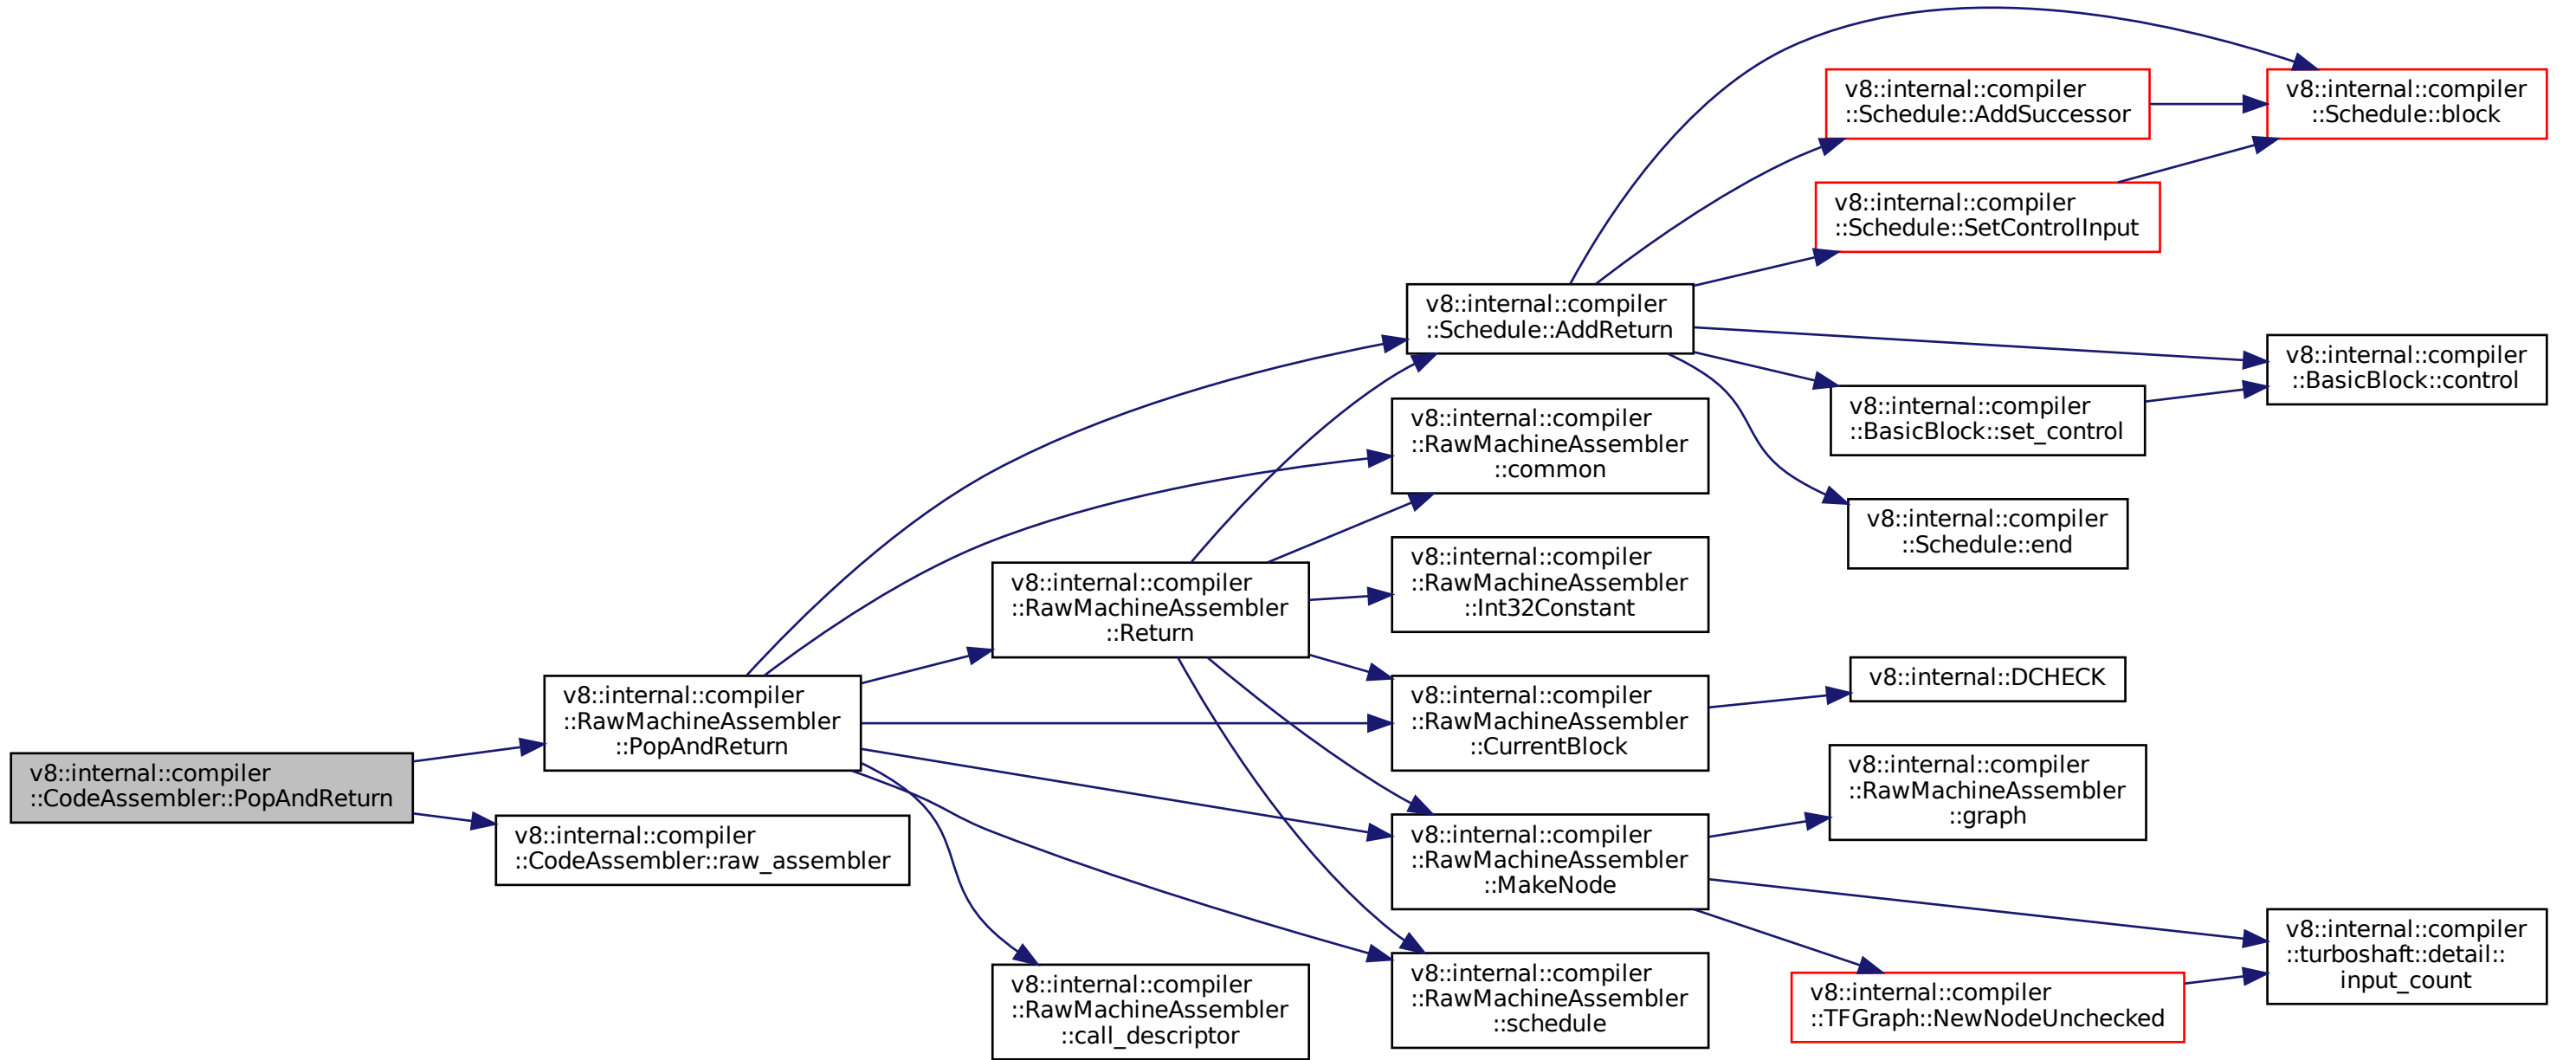 v8::internal::compiler
::CodeAssembler::PopAndReturn
v8::internal::compiler
::RawMachineAssembler
::PopAndReturn
v8::internal::compiler
::CodeAssembler::raw_assembler
v8::internal::compiler
::RawMachineAssembler
::Return
v8::internal::compiler
::RawMachineAssembler
::call_descriptor
v8::internal::compiler
::Schedule::AddReturn
v8::internal::compiler
::RawMachineAssembler
::common
v8::internal::compiler
::RawMachineAssembler
::Int32Constant
v8::internal::compiler
::RawMachineAssembler
::CurrentBlock
v8::internal::compiler
::RawMachineAssembler
::MakeNode
v8::internal::compiler
::RawMachineAssembler
::schedule
v8::internal::compiler
::Schedule::AddSuccessor
v8::internal::compiler
::Schedule::SetControlInput
v8::internal::compiler
::BasicBlock::set_control
v8::internal::compiler
::Schedule::end
v8::internal::DCHECK
v8::internal::compiler
::RawMachineAssembler
::graph
v8::internal::compiler
::TFGraph::NewNodeUnchecked
v8::internal::compiler
::Schedule::block
v8::internal::compiler
::BasicBlock::control
v8::internal::compiler
::turboshaft::detail::
input_count